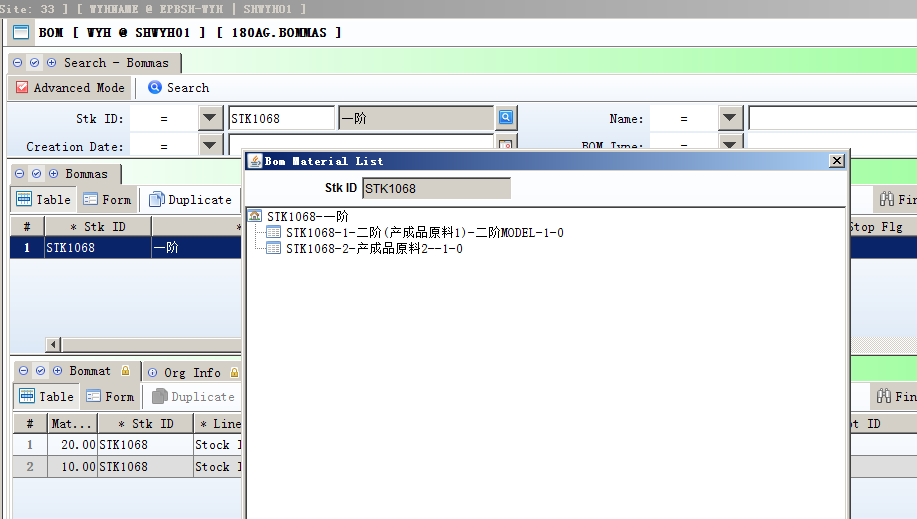 Site: 33 ] [ WYHNAME @ EPBSH-WYH | SHWYH01 ]
BOM [ WYH @ SHWYH01 ] [ 180AG.BOMMAS ]
Search - Bommas
Advanced Mode Search
Stk ID: = STK1068 一阶 Name: =
Creation Date: = BOM Type: =
Bom Material List
Bommas
Stk ID STK1068
Table * Form Duplicate Fin
# * Stk ID * Stop Flg
1 STK1068 一阶
STK1068-一阶
STK1068-1-二阶(产成品原料1)-二阶MODEL-1-0
STK1068-2-产成品原料2--1-0
Bommat Org Info
Table * Form Duplicate Fin
# Mat... * Stk ID * Line ot ID
1 20.00 STK1068 Stock I
2 10.00 STK1068 Stock I